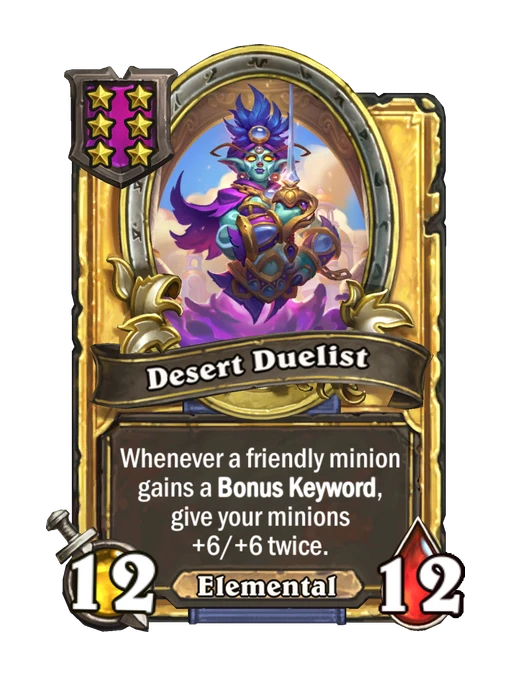 Desert Duelist
Whenever a friendly minion
gains a Bonus Keyword,
give your minions
+6/+6 twice.
12
Elemental
12